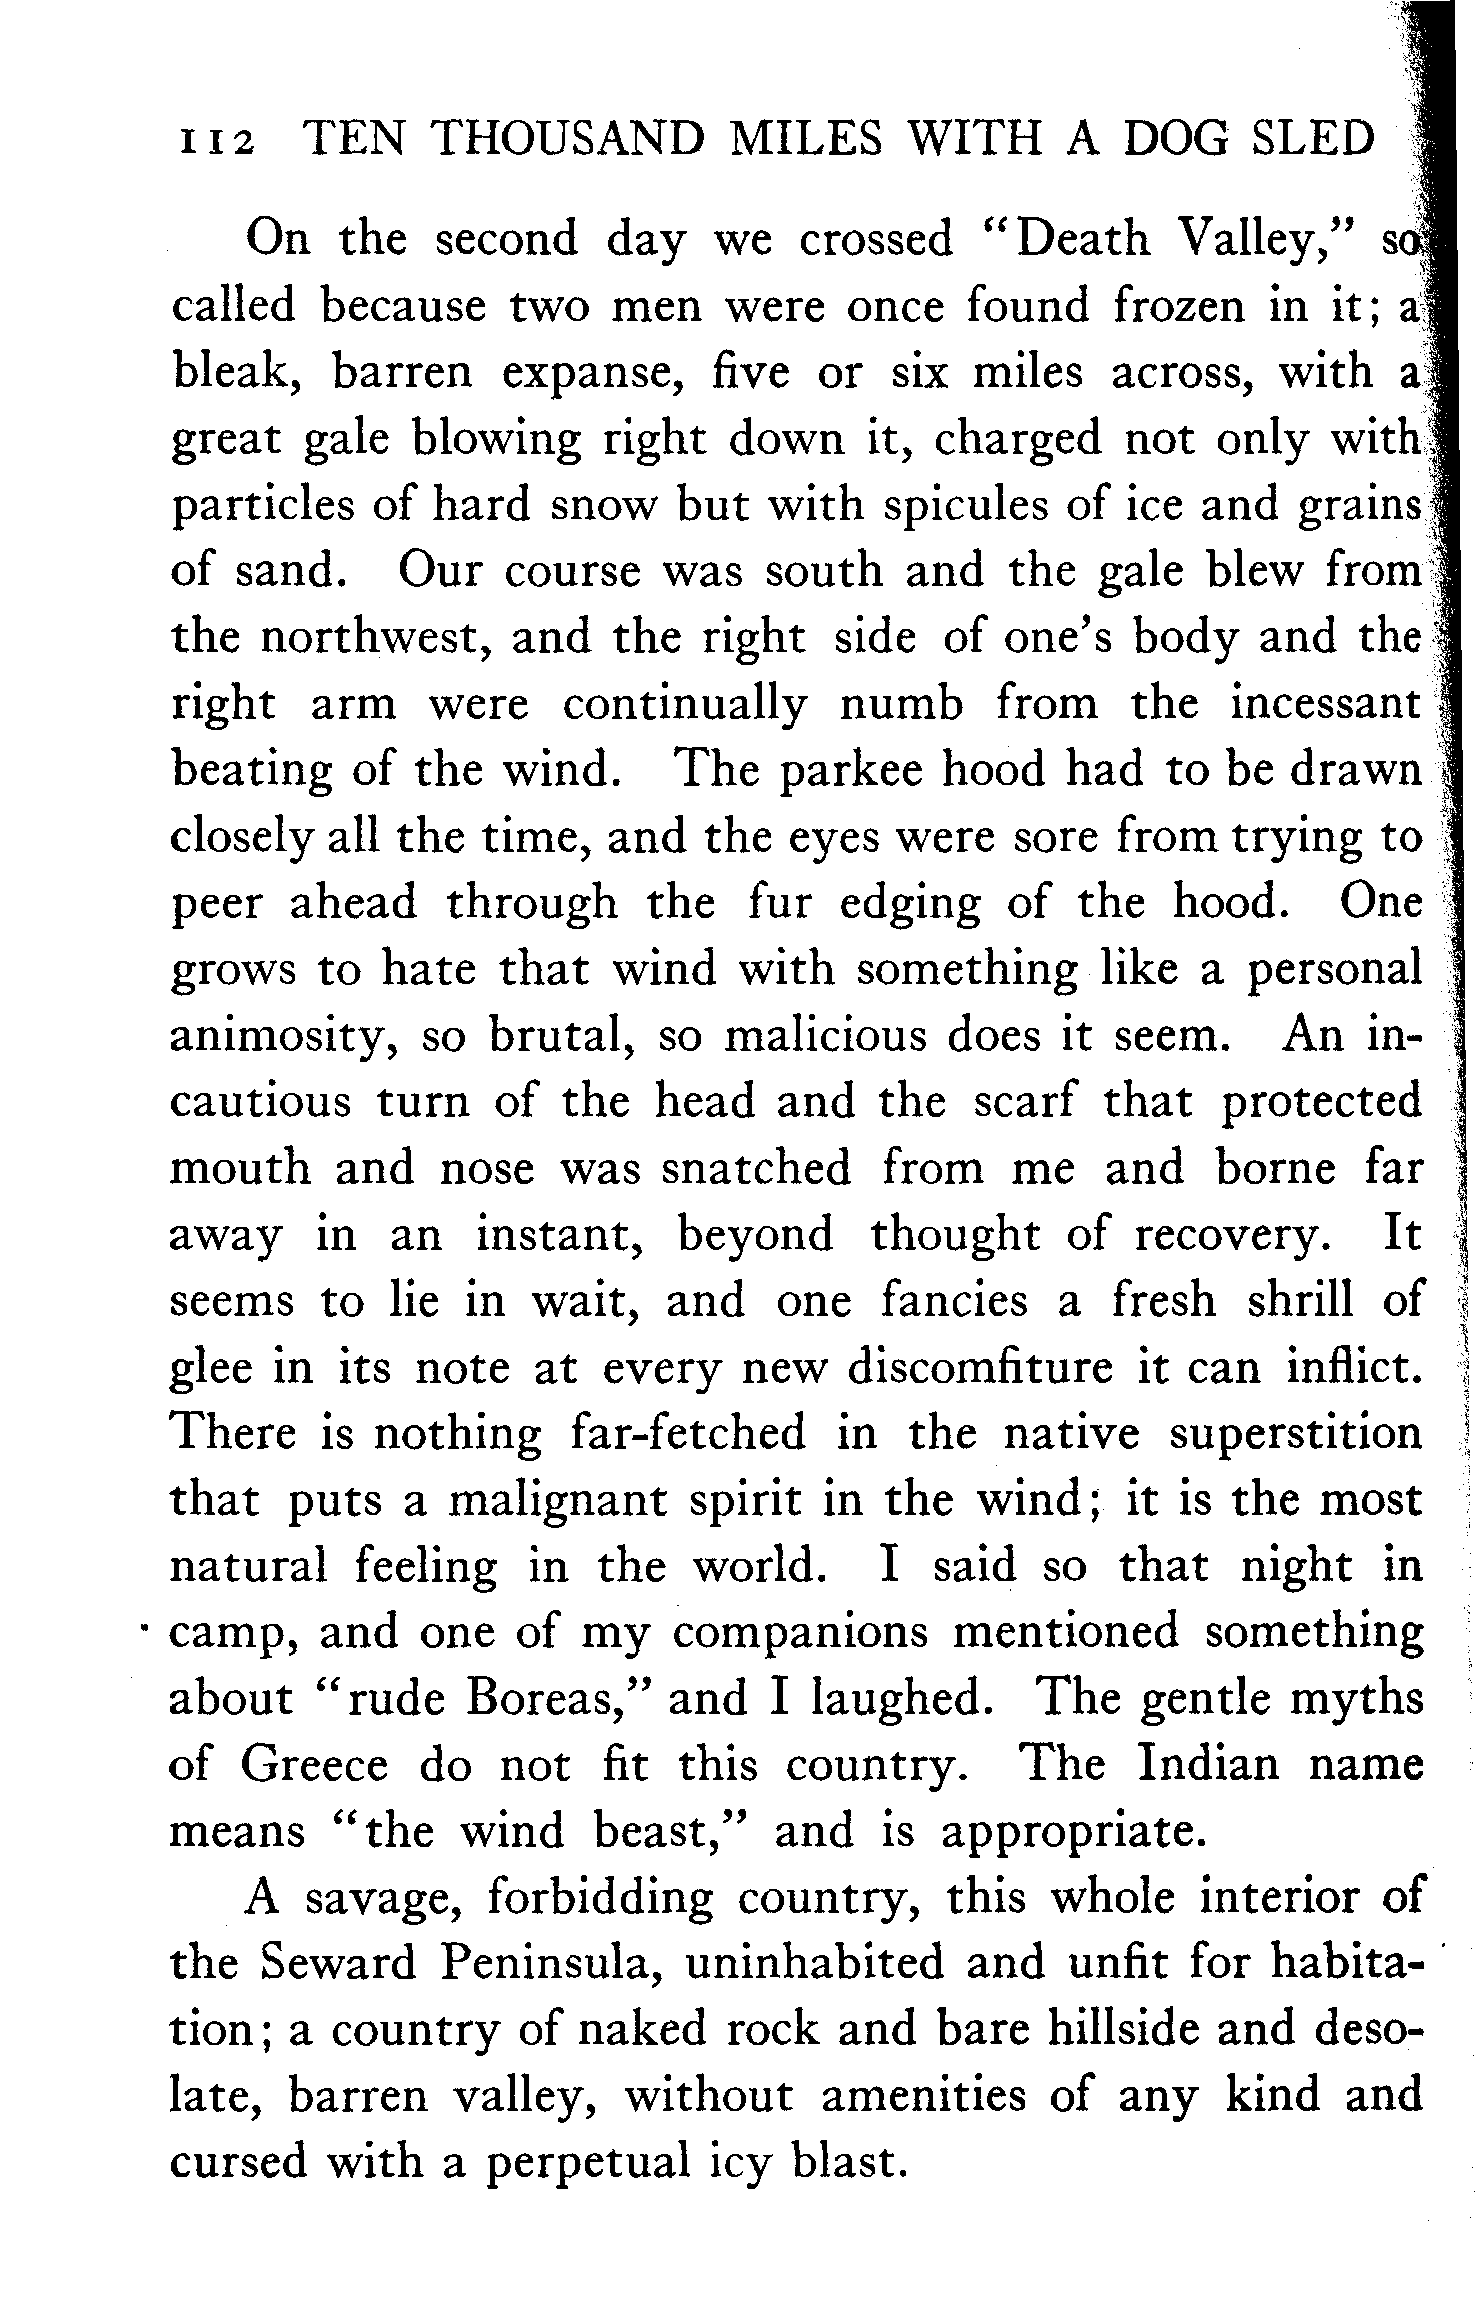 112 TEN THOUSAND MILES WITH A DOG SLED
On the second day we crossed "Death Valley," so
called because two men were once found frozen in it; a
bleak, barren expanse, five or six miles across, with a
great gale blowing right down it, charged not only with
particles of hard snow but with spicules of ice and grains
of sand. Our course was south and the gale blew from
the northwest, and the right side of one's body and the
right arm were continually numb from the incessant
beating of the wind. The parkee hood had to be drawn
closely all the time, and the eyes were sore from trying to
peer ahead through the fur edging of the hood. One
grows to hate that wind with something like a personal
animosity, so brutal, so malicious does it seem. An in-
cautious turn of the head and the scarf that protected
mouth and nose was snatched from me and borne far
away in an instant, beyond thought of recovery. It
seems to lie in wait, and one fancies a fresh shrill of
glee in its note at every new discomfiture it can inflict.
There is nothing far-fetched in the native superstition
that puts a malignant spirit in the wind; it is the most
natural feeling in the world. I said so that night in
camp, and one of my companions mentioned something
about "rude Boreas," and I laughed. The gentle myths
of Greece do not fit this country. The Indian name
means "the wind beast," and is appropriate.
A savage, forbidding country, this whole interior of
the Seward Peninsula, uninhabited and unfit for habita-
tion; a country of naked rock and bare hillside and deso-
late, barren valley, without amenities of any kind and
cursed with a perpetual icy blast.